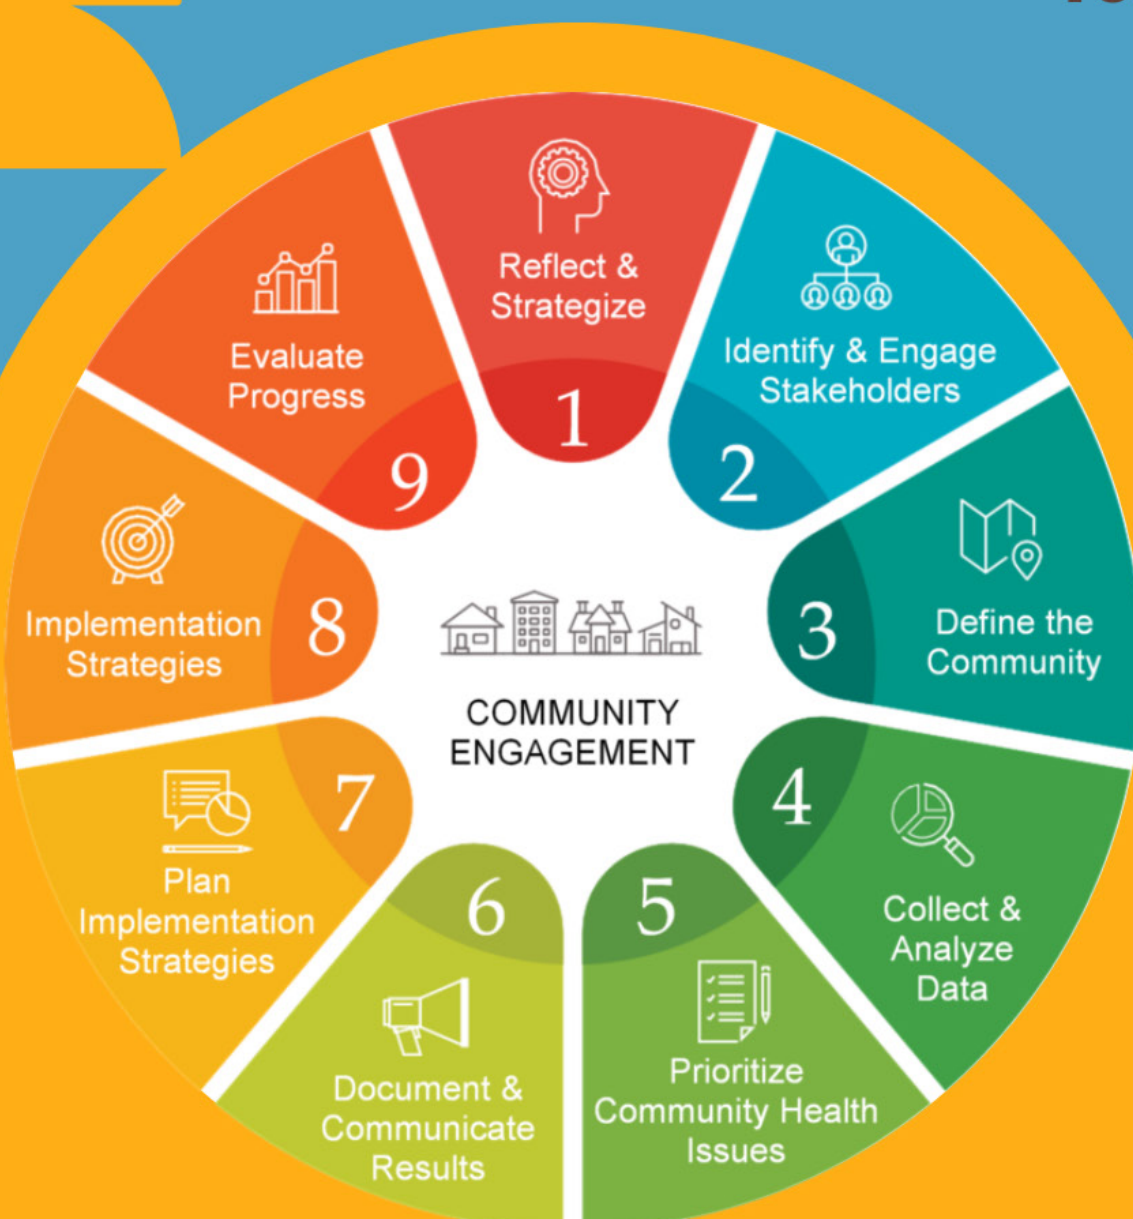 1
Reflect &
Strategize
2
Identify & Engage
Stakeholders
3
Define the
Community
4
Collect &
Analyze
Data
5
Prioritize
Community Health
Issues
6
Document &
Communicate
Results
7
Plan
Implementation
Strategies
8
Implementation
Strategies
9
Evaluate
Progress
COMMUNITY
ENGAGEMENT